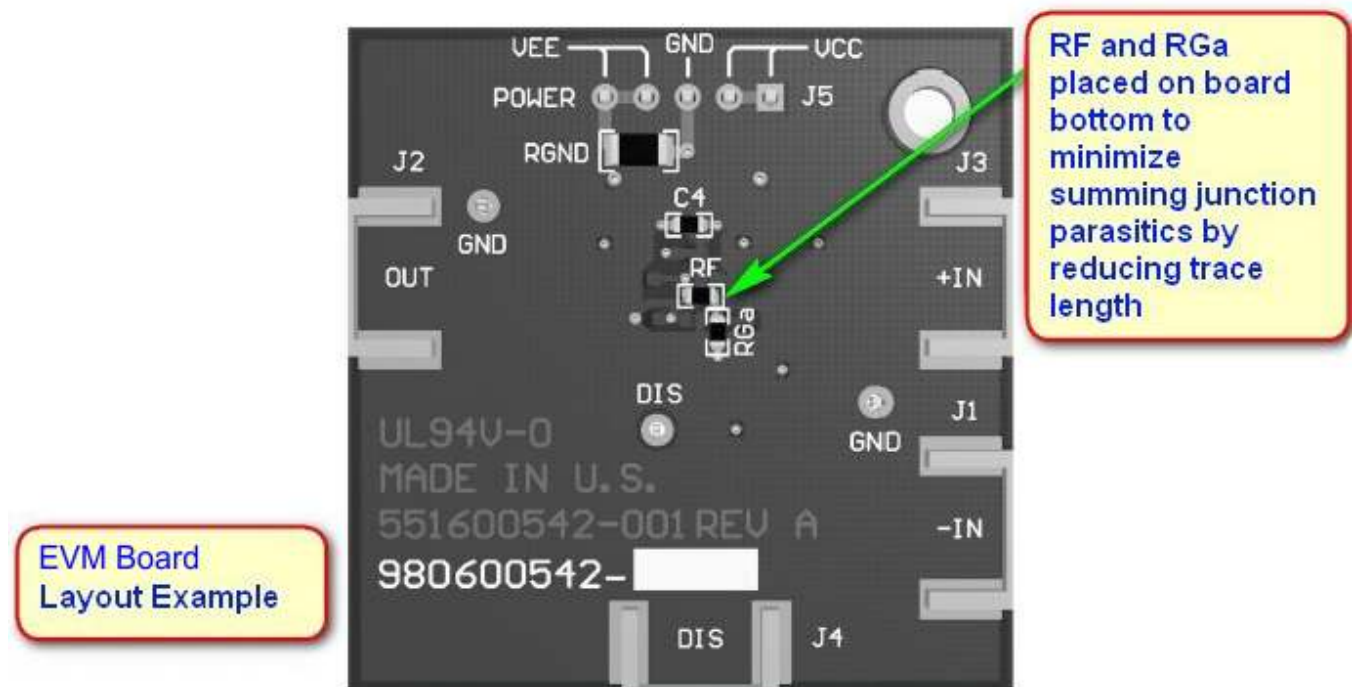 VEE
GND
VCC
POWER
J5
RGND
J2
J3
C4
GND
RF
OUT
+IN
RGa
DIS
J1
GND
UL94V-0
MADE IN U.S.
551600542-001 REV A
-IN
980600542-
DIS
J4
RF and RGa
placed on board
bottom to
minimize
summing junction
parasitics by
reducing trace
length
EVM Board
Layout Example